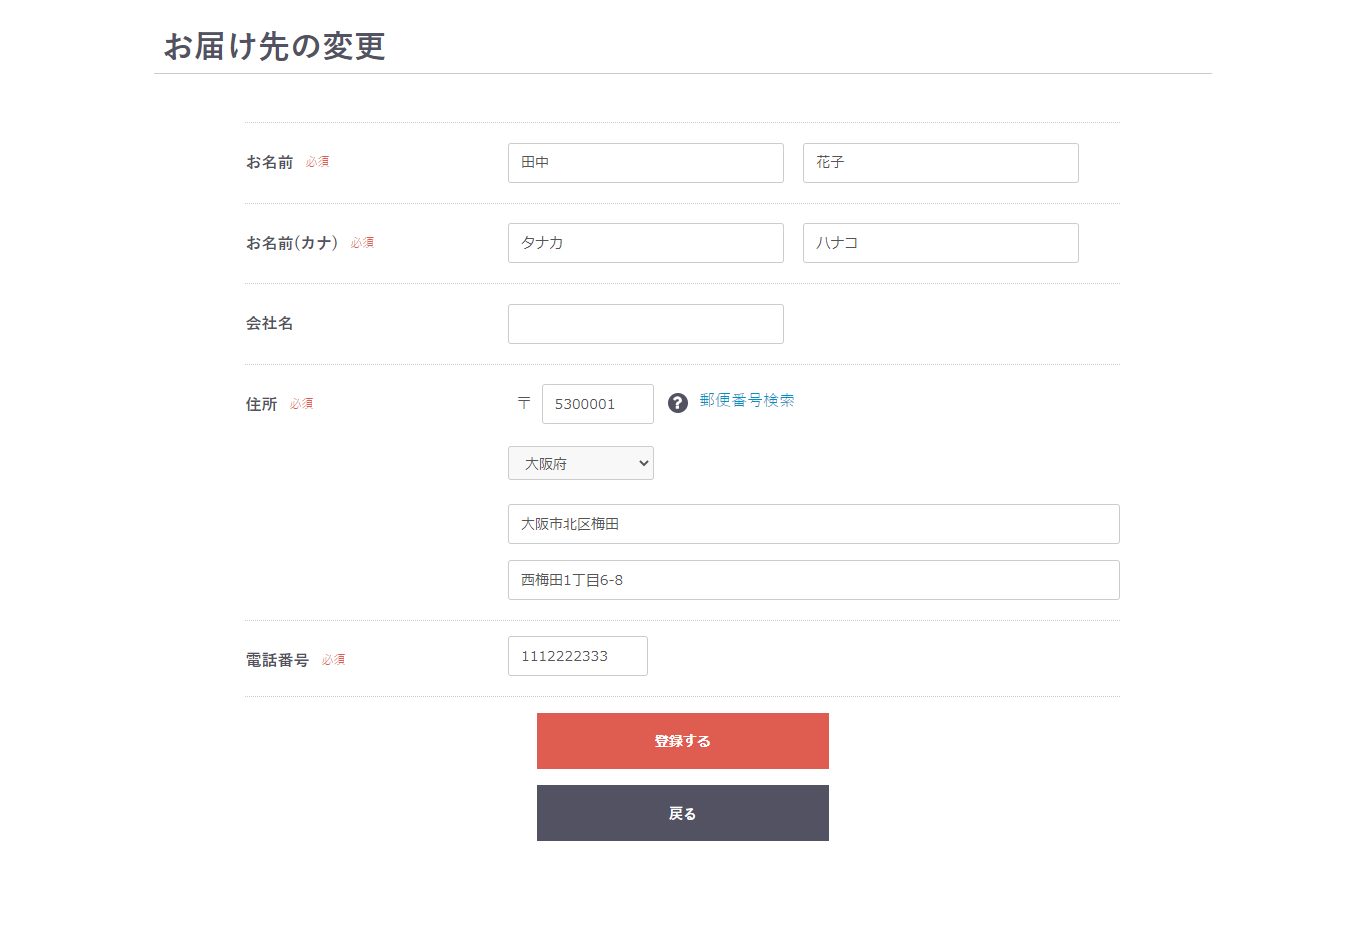 お届け先の変更
お名前 必須 田中 花子
お名前(カナ) 必須 タナカ ハナコ
会社名
住所 必須 〒 5300001 ? 郵便番号検索
大阪府
大阪市北区梅田
西梅田1丁目6-8
電話番号 必須 1112222333
登録する
戻る